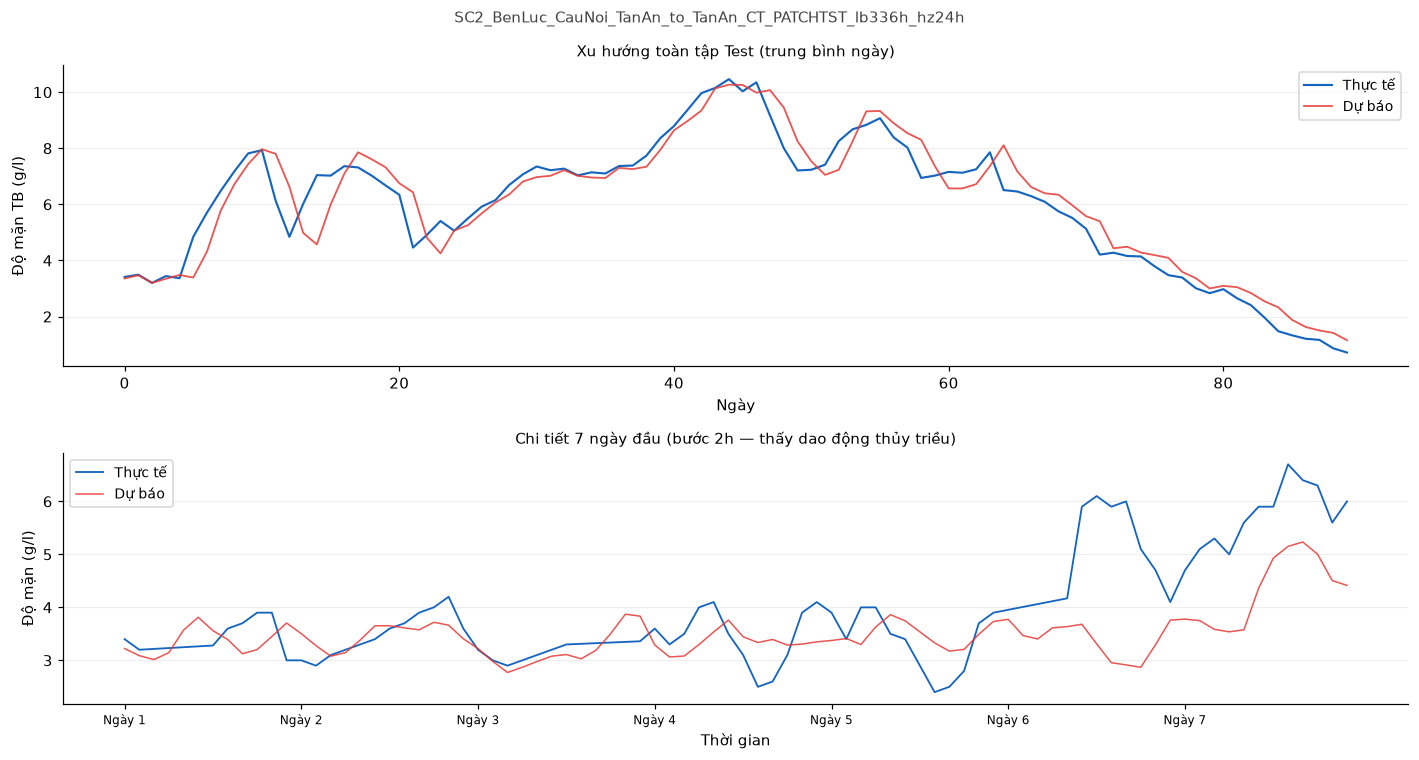 SC2_BenLuc_CauNoi_TanAn_to_TanAn_CT_PATCHTST_lb336h_hz24h
Xu hướng toàn tập Test (trung bình ngày)
Độ mặn TB (g/l)
10
8
6
4
2
Thực tế
Dự báo
0
20
40
60
80
Ngày
Chi tiết 7 ngày đầu (bước 2h — thấy dao động thủy triều)
Độ mặn (g/l)
6
5
4
3
Thực tế
Dự báo
Ngày 1
Ngày 2
Ngày 3
Ngày 4
Ngày 5
Ngày 6
Ngày 7
Thời gian